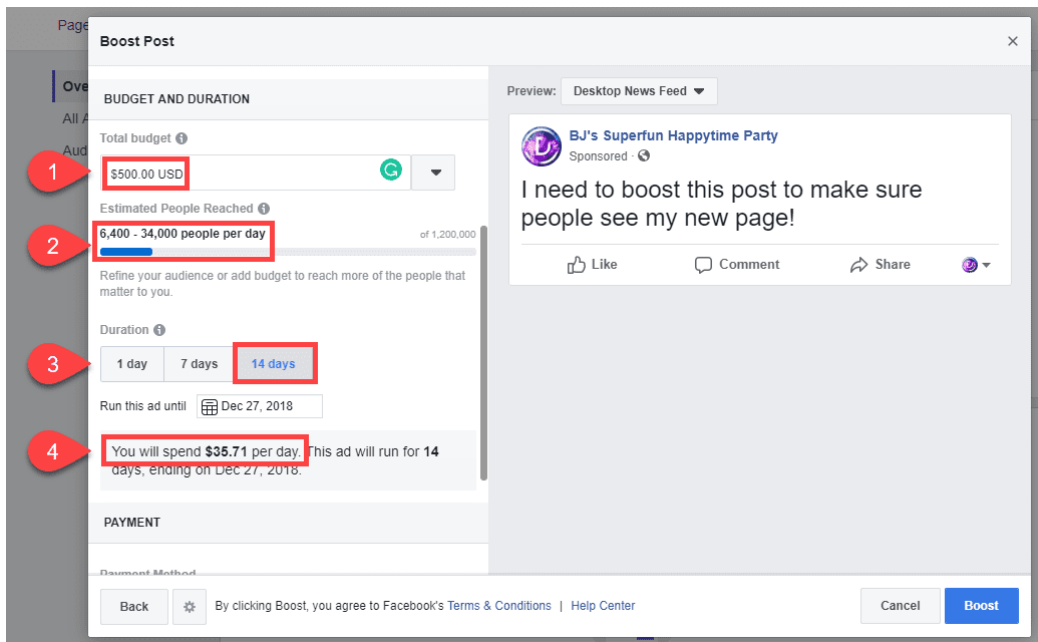 Page
Boost Post
Ove
BUDGET AND DURATION
Preview: Desktop News Feed
All A
Total budget
Aud
BJ's Superfun Happytime Party
Sponsored ·
1
$500.00 USD
I need to boost this post to make sure
people see my new page!
Estimated People Reached
2
6,400 - 34,000 people per day
of 1,200,000
Refine your audience or add budget to reach more of the people that
matter to you.
Like Comment Share
Duration
3
1 day 7 days 14 days
Run this ad until Dec 27, 2018
4
You will spend $35.71 per day. This ad will run for 14
days, ending on Dec 27, 2018.
PAYMENT
Payment Method
Back
By clicking Boost, you agree to Facebook's Terms & Conditions | Help Center
Cancel Boost